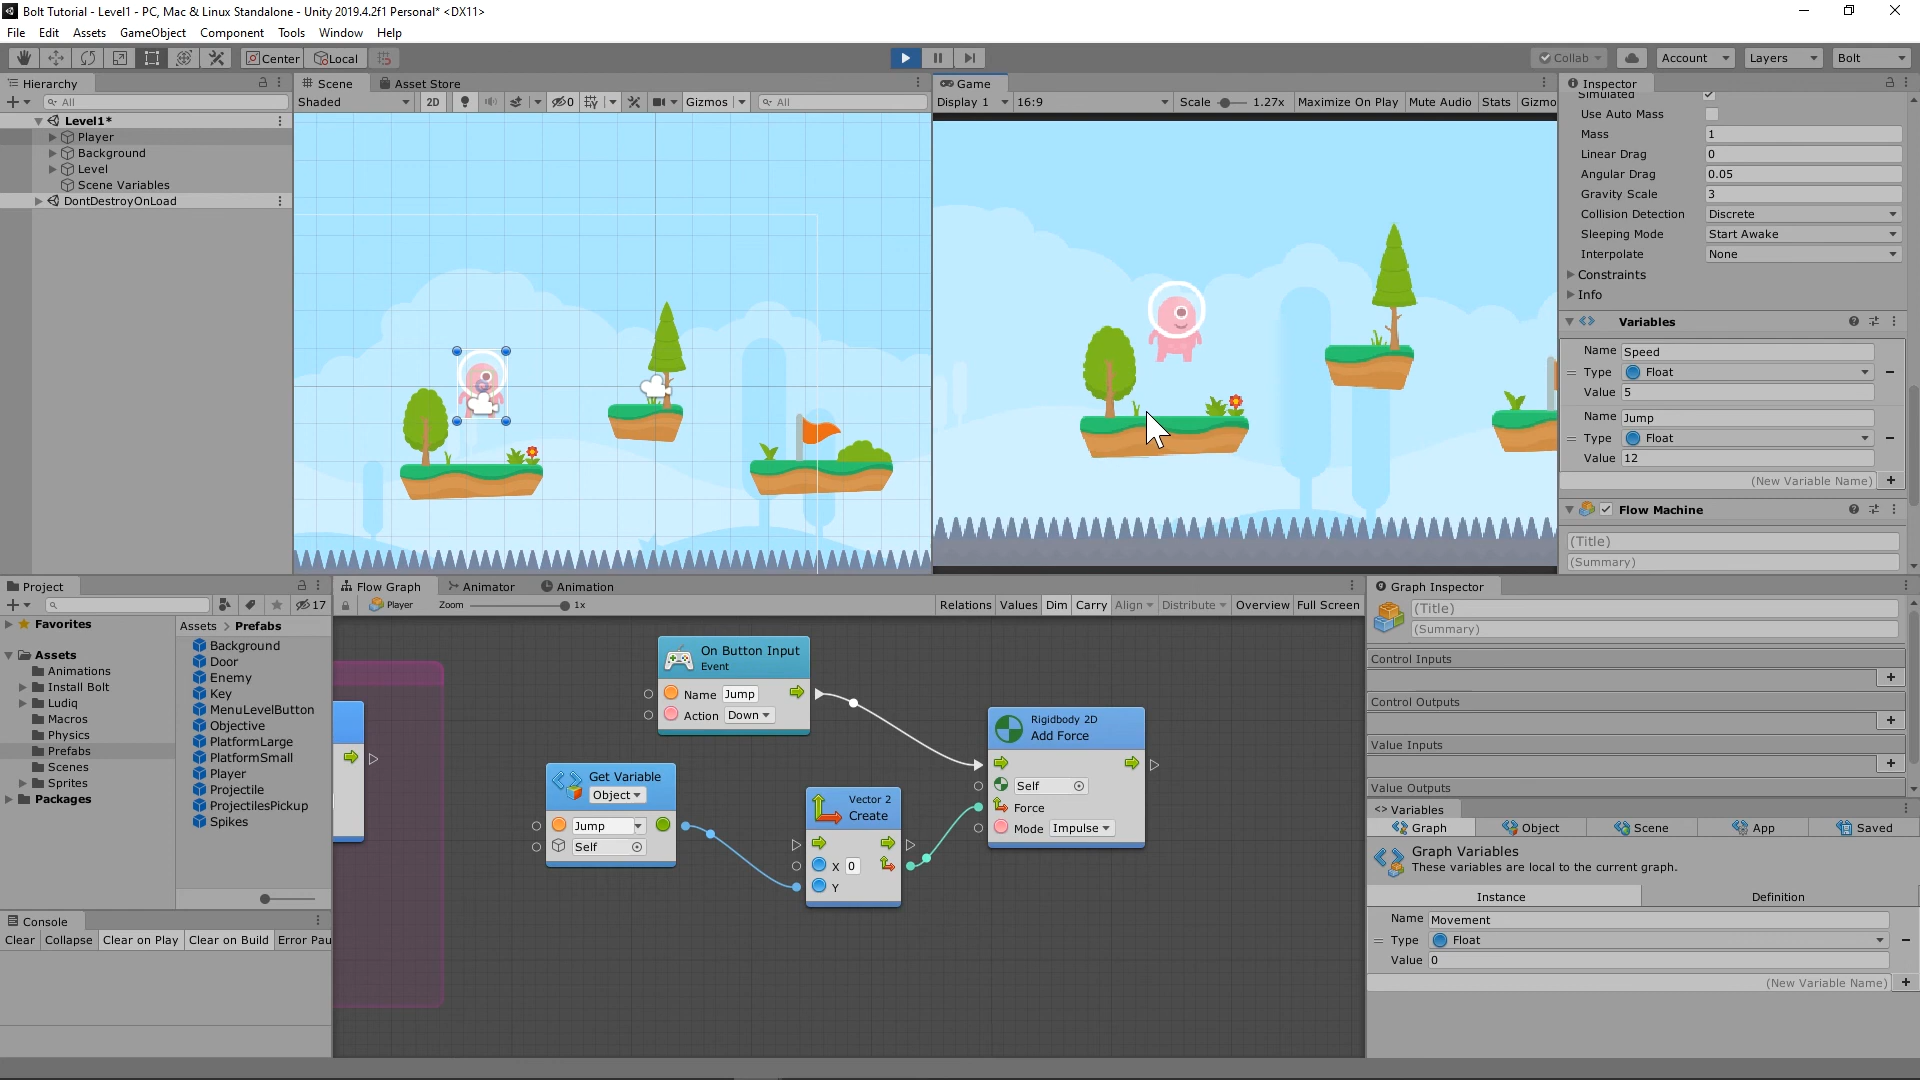 Bolt Tutorial - Level1 - PC, Mac & Linux Standalone - Unity 2019.4.2f1 Personal* <DX11>
File Edit Assets GameObject Component Tools Window Help
Center Local Collab Account Layers Bolt
Hierarchy
All
Level1*
Player
Background
Level
Scene Variables
DontDestroyOnLoad
Scene Asset Store
Shaded 2D 0 Gizmos All
Game
Display 1 16:9 Scale 1.27x Maximize On Play Mute Audio Stats Gizmo
Inspector
Simulated
Use Auto Mass
Mass 1
Linear Drag 0
Angular Drag 0.05
Gravity Scale 3
Collision Detection Discrete
Sleeping Mode Start Awake
Interpolate None
Constraints
Info
Variables
Name Speed
Type Float
Value 5
Name Jump
Type Float
Value 12
(New Variable Name)
Flow Machine
(Title)
(Summary)
Project
17
Favorites
Assets
Animations
Install Bolt
Ludiq
Macros
Physics
Prefabs
Scenes
Sprites
Packages
Assets > Prefabs
Background
Door
Enemy
Key
MenuLevelButton
Objective
PlatformLarge
PlatformSmall
Player
Projectile
ProjectilesPickup
Spikes
Console
Clear Collapse Clear on Play Clear on Build Error Pau
Flow Graph Animator Animation
Player Zoom 1x Relations Values Dim Carry Align Distribute Overview Full Screen
On Button Input
Event
Name Jump
Action Down
Get Variable
Object
Jump
Self
Vector 2
Create
X 0
Y
Rigidbody 2D
Add Force
Self
Force
Mode Impulse
Graph Inspector
(Title)
(Summary)
Control Inputs
Control Outputs
Value Inputs
Value Outputs
Variables
Graph Object Scene App Saved
Graph Variables
These variables are local to the current graph.
Instance Definition
Name Movement
Type Float
Value 0
(New Variable Name)